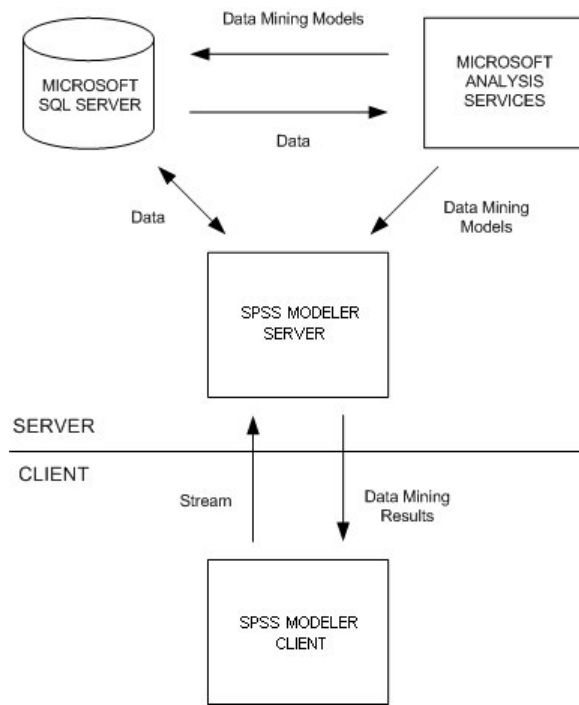 Data Mining Models
MICROSOFT
SQL SERVER
MICROSOFT
ANALYSIS
SERVICES
Data
Data
Data Mining
Models
SPSS MODELER
SERVER
SERVER
CLIENT
Stream
Data Mining
Results
SPSS MODELER
CLIENT